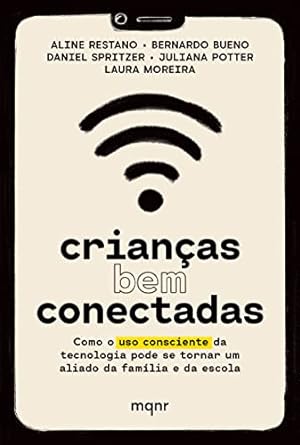 ALINE RESTANO • BERNARDO BUENO
DANIEL SPRITZER • JULIANA POTTER
LAURA MOREIRA
crianças
bem
conectadas
Como o uso consciente da
tecnologia pode se tornar um
aliado da família e da escola
mqnr